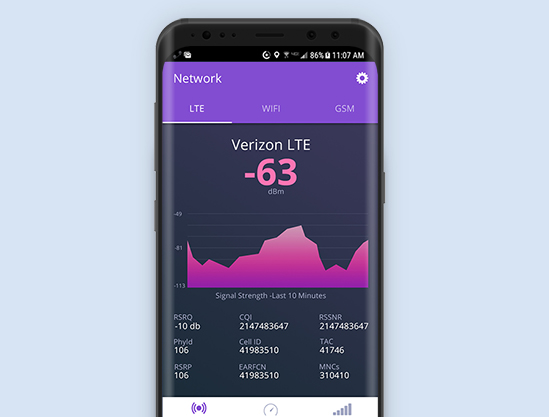 86% 11:07 AM
Network
LTE WIFI GSM
Verizon LTE
-63
dBm
-49
-81
-113
Signal Strength -Last 10 Minutes
RSRQ CQI RSSNR
-10 db 2147483647 2147483647
PhyId Cell ID TAC
106 41983510 41746
RSRP EARFCN MNCs
106 41983510 310410